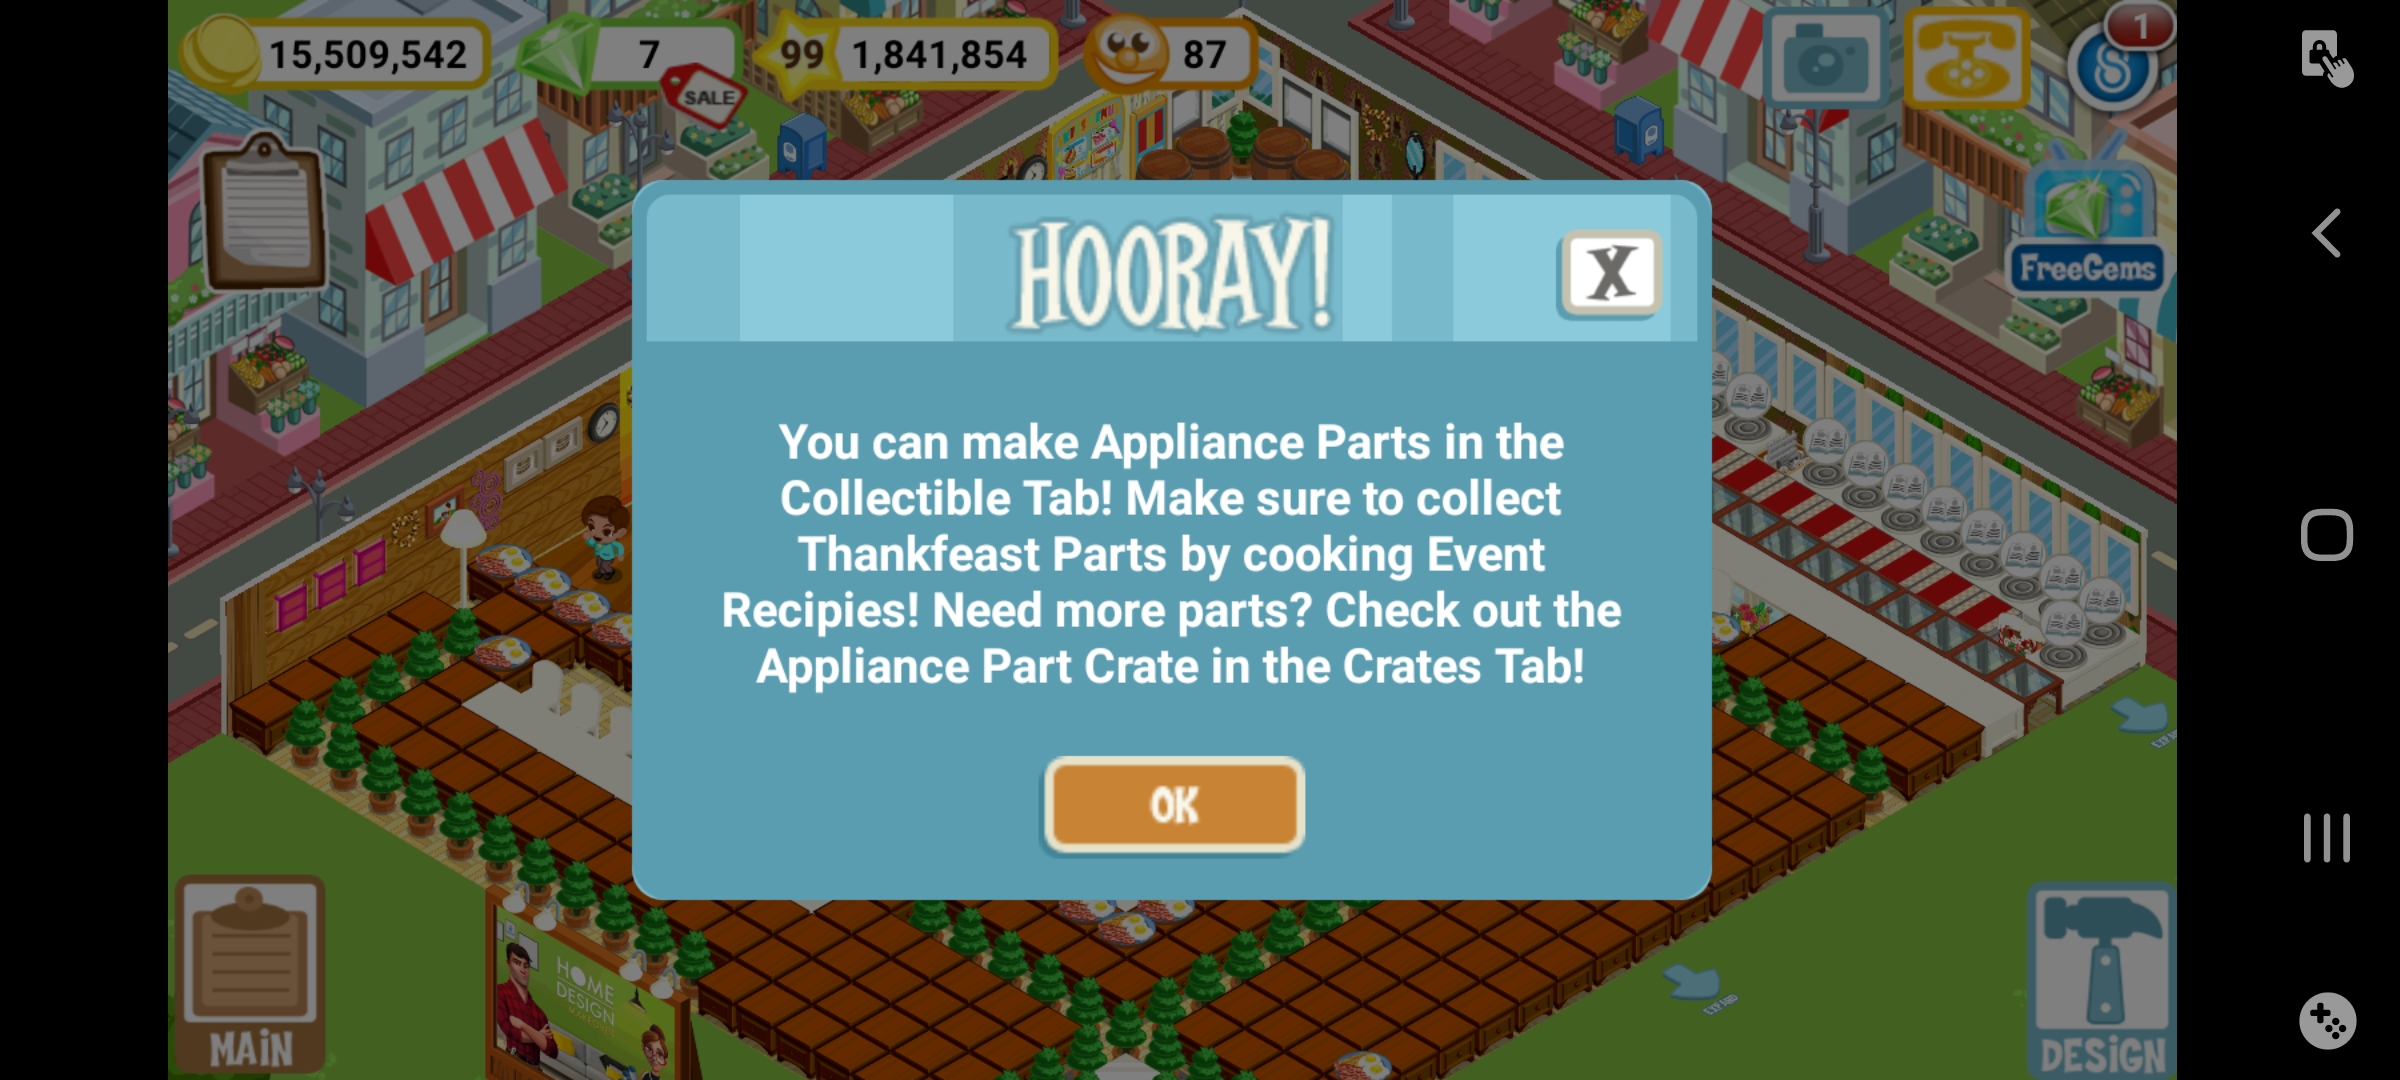 15,509,542
7
SALE
99
1,841,854
87
1
FreeGems
HOORAY!
X
You can make Appliance Parts in the
Collectible Tab! Make sure to collect
Thankfeast Parts by cooking Event
Recipies! Need more parts? Check out the
Appliance Part Crate in the Crates Tab!
OK
HOME
DESIGN
MAKEOVER
EXPAND
MAIN
DESIGN